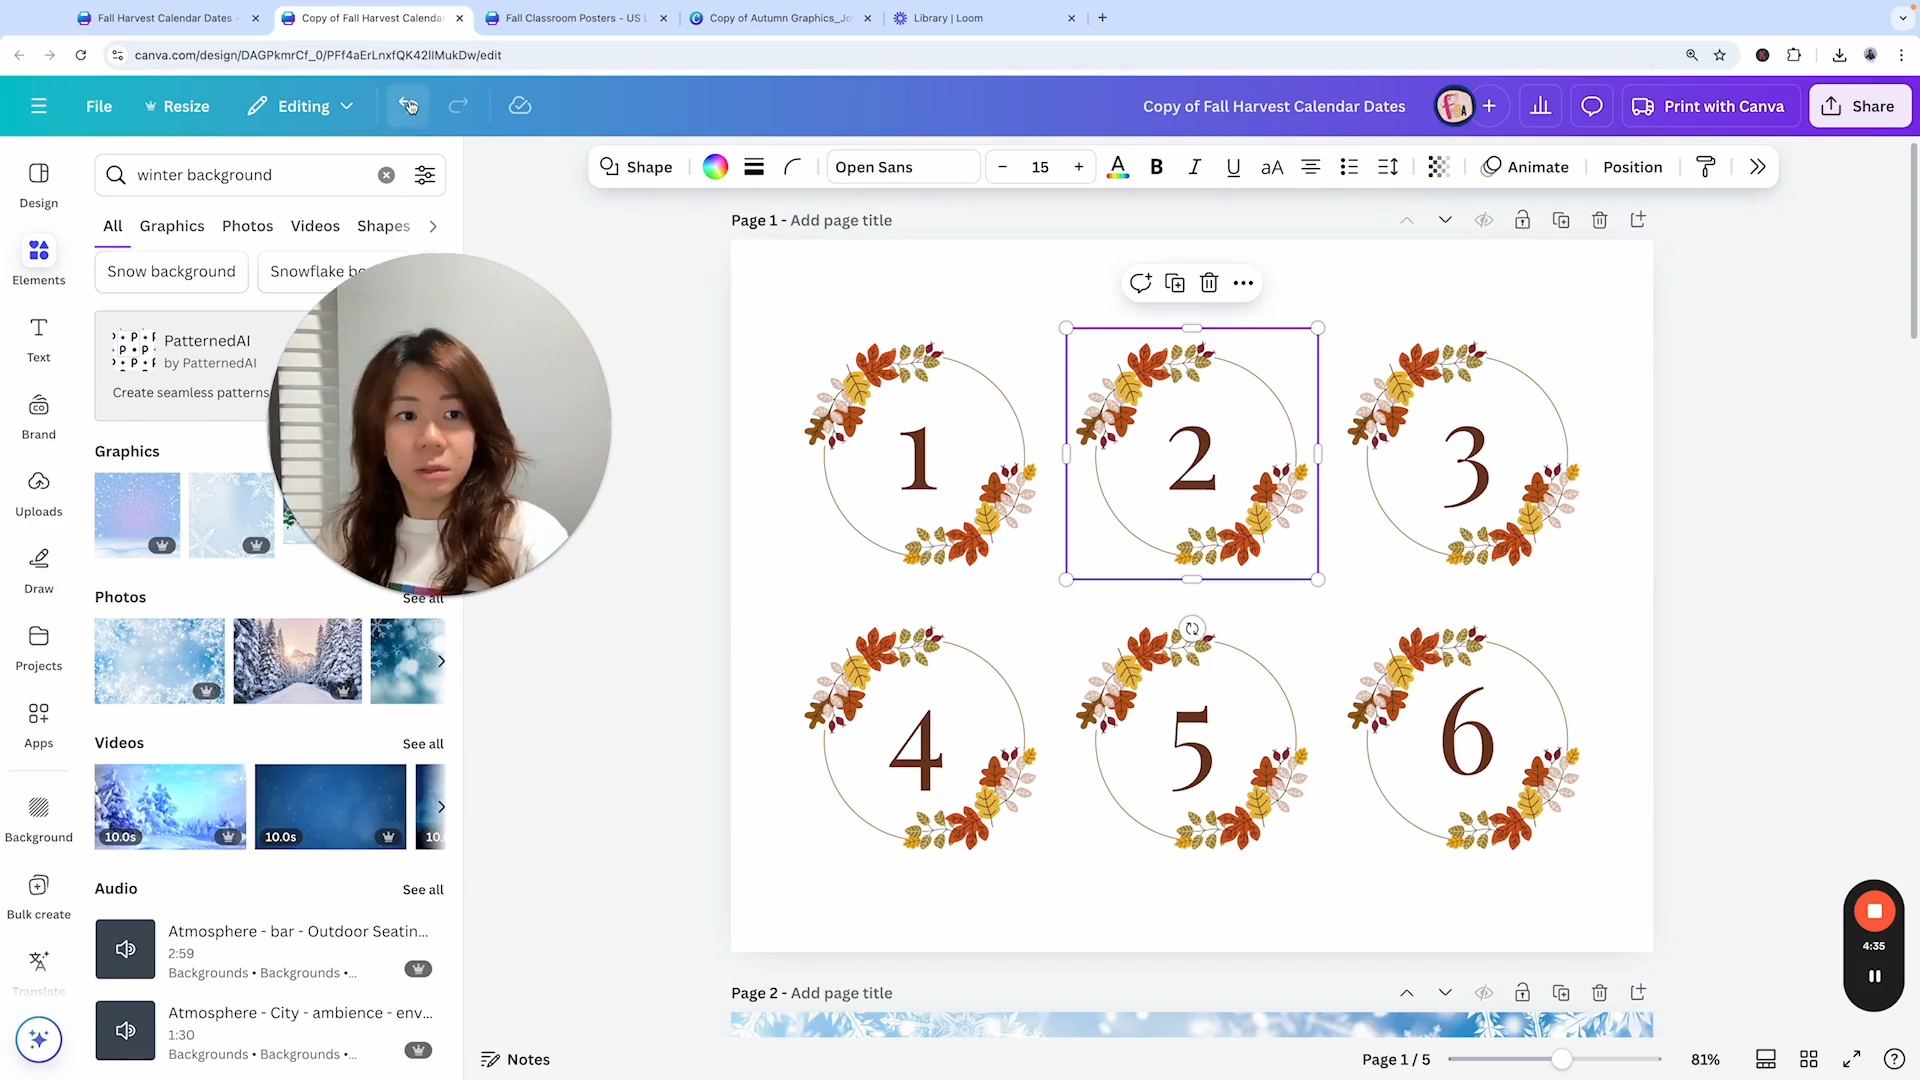 Fall Harvest Calendar Dates -
Copy of Fall Harvest Calenda
Fall Classroom Posters - US L
Copy of Autumn Graphics_Jo
Library | Loom
canva.com/design/DAGPkmrCf_0/PFf4aErLnxfQK42lIMukDw/edit
File
Resize
Editing
Copy of Fall Harvest Calendar Dates
Print with Canva
Share
Design
Elements
Text
Brand
Uploads
Draw
Projects
Apps
Background
Bulk create
Translate
winter background
All
Graphics
Photos
Videos
Shapes
Snow background
Snowflake
PatternedAI
by PatternedAI
Create seamless patterns
Graphics
Photos
See all
Videos
See all
10.0s
10.0s
10.
Audio
See all
Atmosphere - bar - Outdoor Seatin...
2:59
Backgrounds • Backgrounds •...
Atmosphere - City - ambience - env...
1:30
Backgrounds • Backgrounds •...
Shape
Open Sans
− 15 +
A
B
I
U
aA
Animate
Position
Page 1 - Add page title
1
2
3
4
5
6
Page 2 - Add page title
4:35
Notes
Page 1 / 5
81%